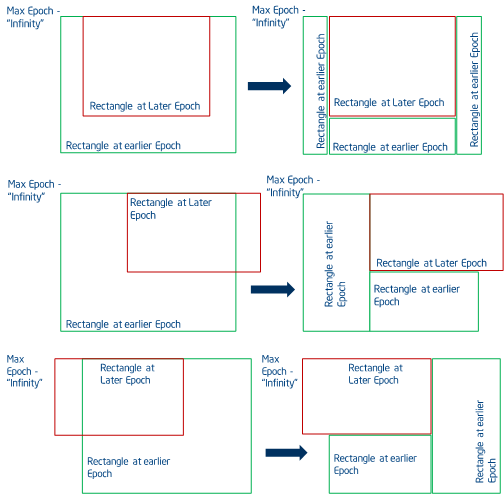 Max Epoch -
"Infinity"
Rectangle at Later Epoch
Rectangle at earlier Epoch
Max Epoch -
"Infinity"
Rectangle at earlier Epoch
Rectangle at Later Epoch
Rectangle at earlier Epoch
Rectangle at earlier Epoch
Max Epoch -
"Infinity"
Rectangle at Later
Epoch
Rectangle at earlier Epoch
Max Epoch -
"Infinity"
Rectangle at earlier
Epoch
Rectangle at Later Epoch
Rectangle at earlier
Epoch
Max
Epoch -
"Infinity"
Rectangle at
Later Epoch
Rectangle at earlier
Epoch
Max
Epoch -
"Infinity"
Rectangle at
Later Epoch
Rectangle at earlier
Epoch
Rectangle at earlier
Epoch